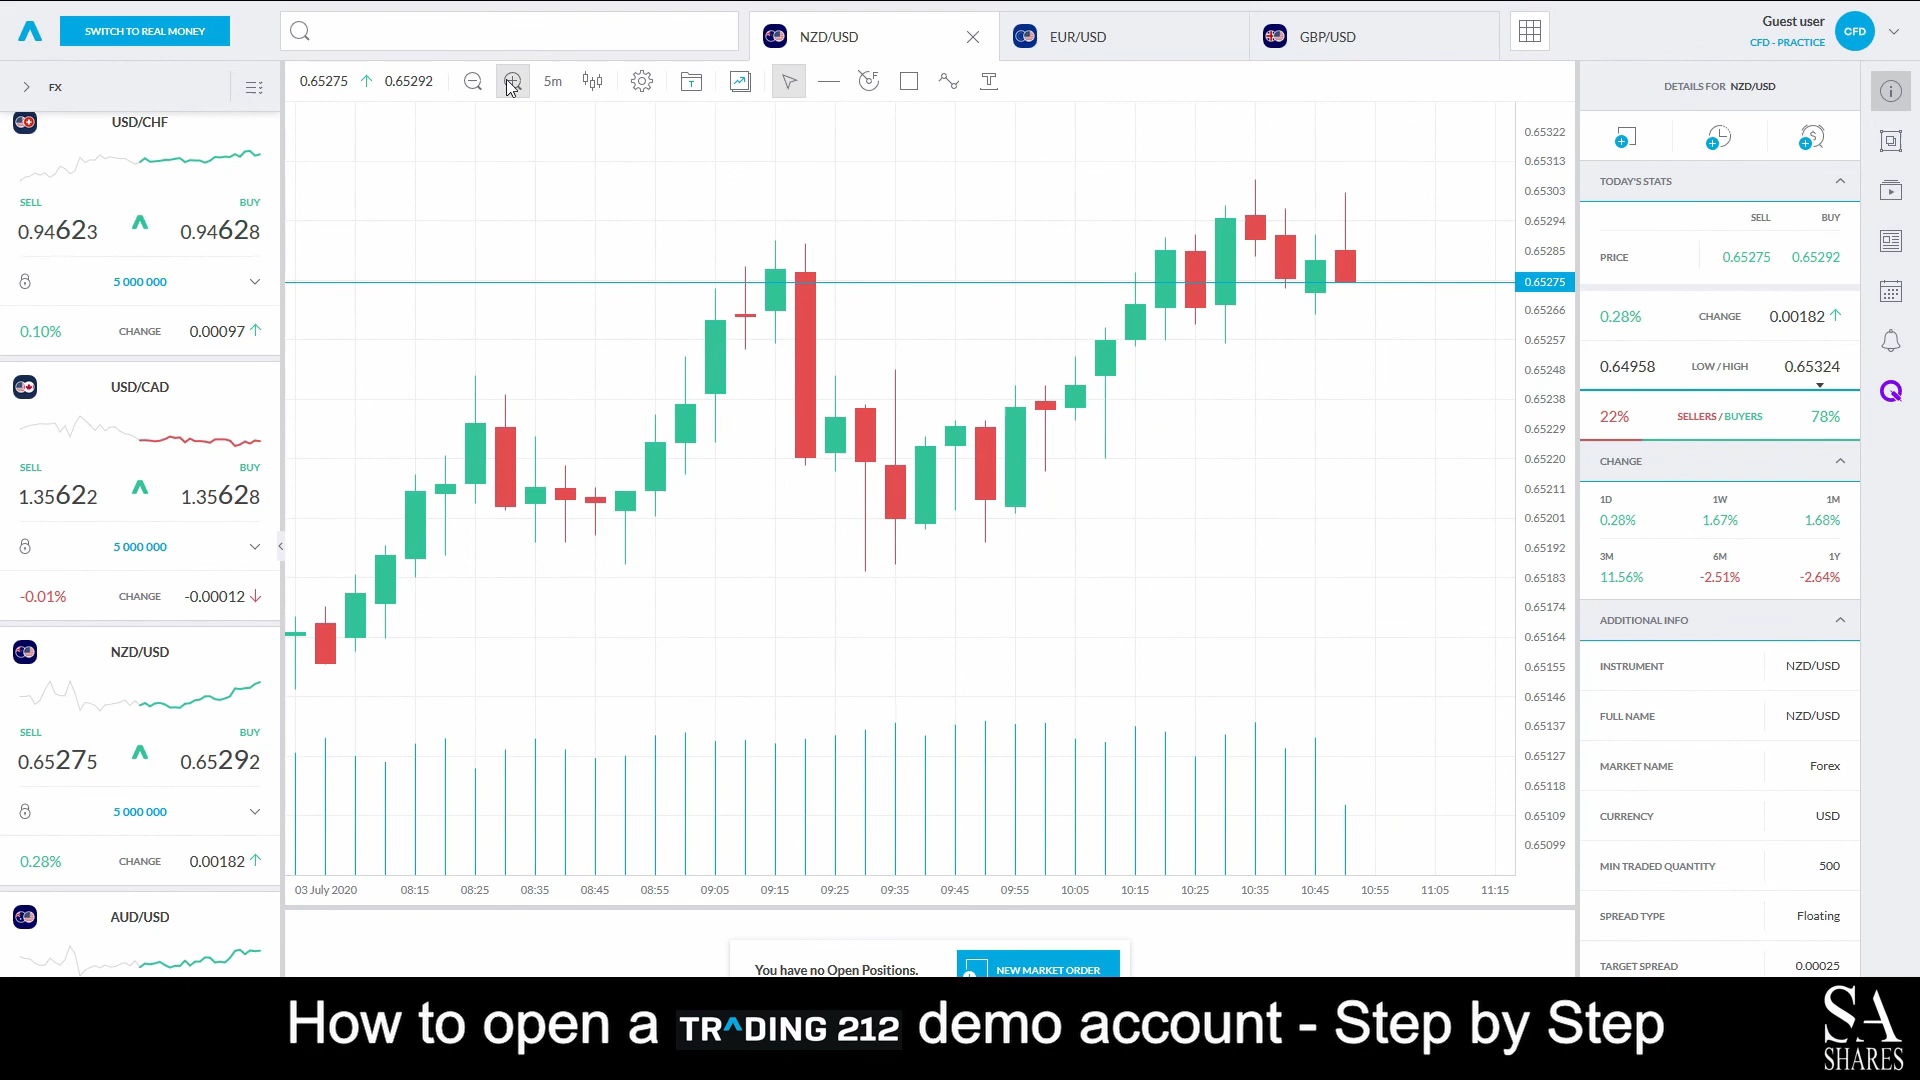 SWITCH TO REAL MONEY
NZD/USD
EUR/USD
GBP/USD
Guest user
CFD - PRACTICE
CFD
FX
0.65275 0.65292
5m
DETAILS FOR NZD/USD
USD/CHF
SELL BUY
0.94623 0.94628
5 000 000
0.10% CHANGE 0.00097
USD/CAD
SELL BUY
1.35622 1.35628
5 000 000
-0.01% CHANGE -0.00012
NZD/USD
SELL BUY
0.65275 0.65292
5 000 000
0.28% CHANGE 0.00182
AUD/USD
0.65322
0.65313
0.65303
0.65294
0.65285
0.65275
0.65266
0.65257
0.65248
0.65238
0.65229
0.65220
0.65211
0.65201
0.65192
0.65183
0.65174
0.65164
0.65155
0.65146
0.65137
0.65127
0.65118
0.65109
0.65099
03 July 2020 08:15 08:25 08:35 08:45 08:55 09:05 09:15 09:25 09:35 09:45 09:55 10:05 10:15 10:25 10:35 10:45 10:55 11:05 11:15
You have no Open Positions.
NEW MARKET ORDER
TODAY'S STATS
SELL BUY
PRICE 0.65275 0.65292
0.28% CHANGE 0.00182
0.64958 LOW / HIGH 0.65324
22% SELLERS / BUYERS 78%
CHANGE
1D 1W 1M
0.28% 1.67% 1.68%
3M 6M 1Y
11.56% -2.51% -2.64%
ADDITIONAL INFO
INSTRUMENT NZD/USD
FULL NAME NZD/USD
MARKET NAME Forex
CURRENCY USD
MIN TRADED QUANTITY 500
SPREAD TYPE Floating
TARGET SPREAD 0.00025
How to open a TRADING 212 demo account - Step by Step
SA
SHARES